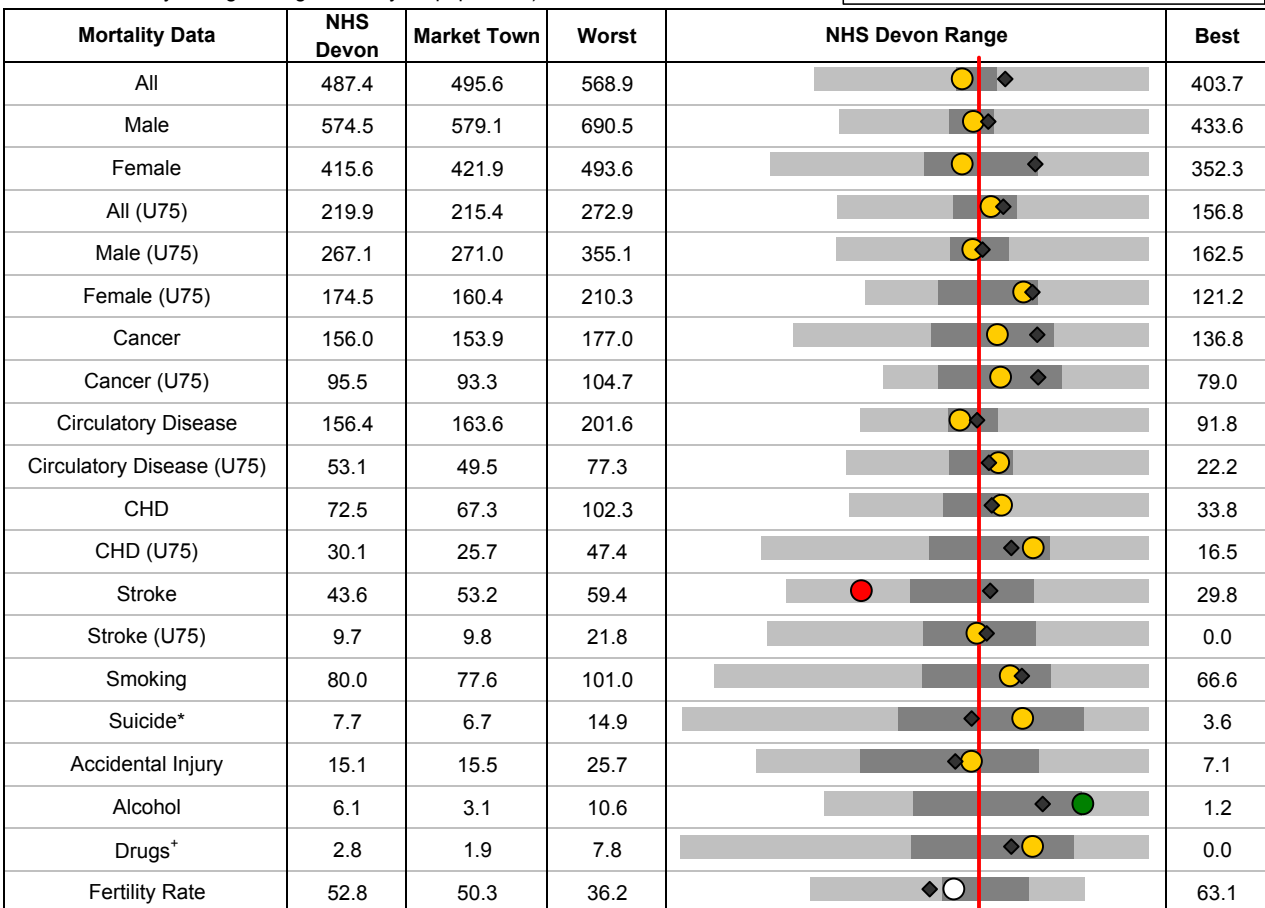 Mortality Data NHS Devon Market Town Worst NHS Devon Range Best
All 487.4 495.6 568.9 403.7
Male 574.5 579.1 690.5 433.6
Female 415.6 421.9 493.6 352.3
All (U75) 219.9 215.4 272.9 156.8
Male (U75) 267.1 271.0 355.1 162.5
Female (U75) 174.5 160.4 210.3 121.2
Cancer 156.0 153.9 177.0 136.8
Cancer (U75) 95.5 93.3 104.7 79.0
Circulatory Disease 156.4 163.6 201.6 91.8
Circulatory Disease (U75) 53.1 49.5 77.3 22.2
CHD 72.5 67.3 102.3 33.8
CHD (U75) 30.1 25.7 47.4 16.5
Stroke 43.6 53.2 59.4 29.8
Stroke (U75) 9.7 9.8 21.8 0.0
Smoking 80.0 77.6 101.0 66.6
Suicide* 7.7 6.7 14.9 3.6
Accidental Injury 15.1 15.5 25.7 7.1
Alcohol 6.1 3.1 10.6 1.2
Drugs+ 2.8 1.9 7.8 0.0
Fertility Rate 52.8 50.3 36.2 63.1